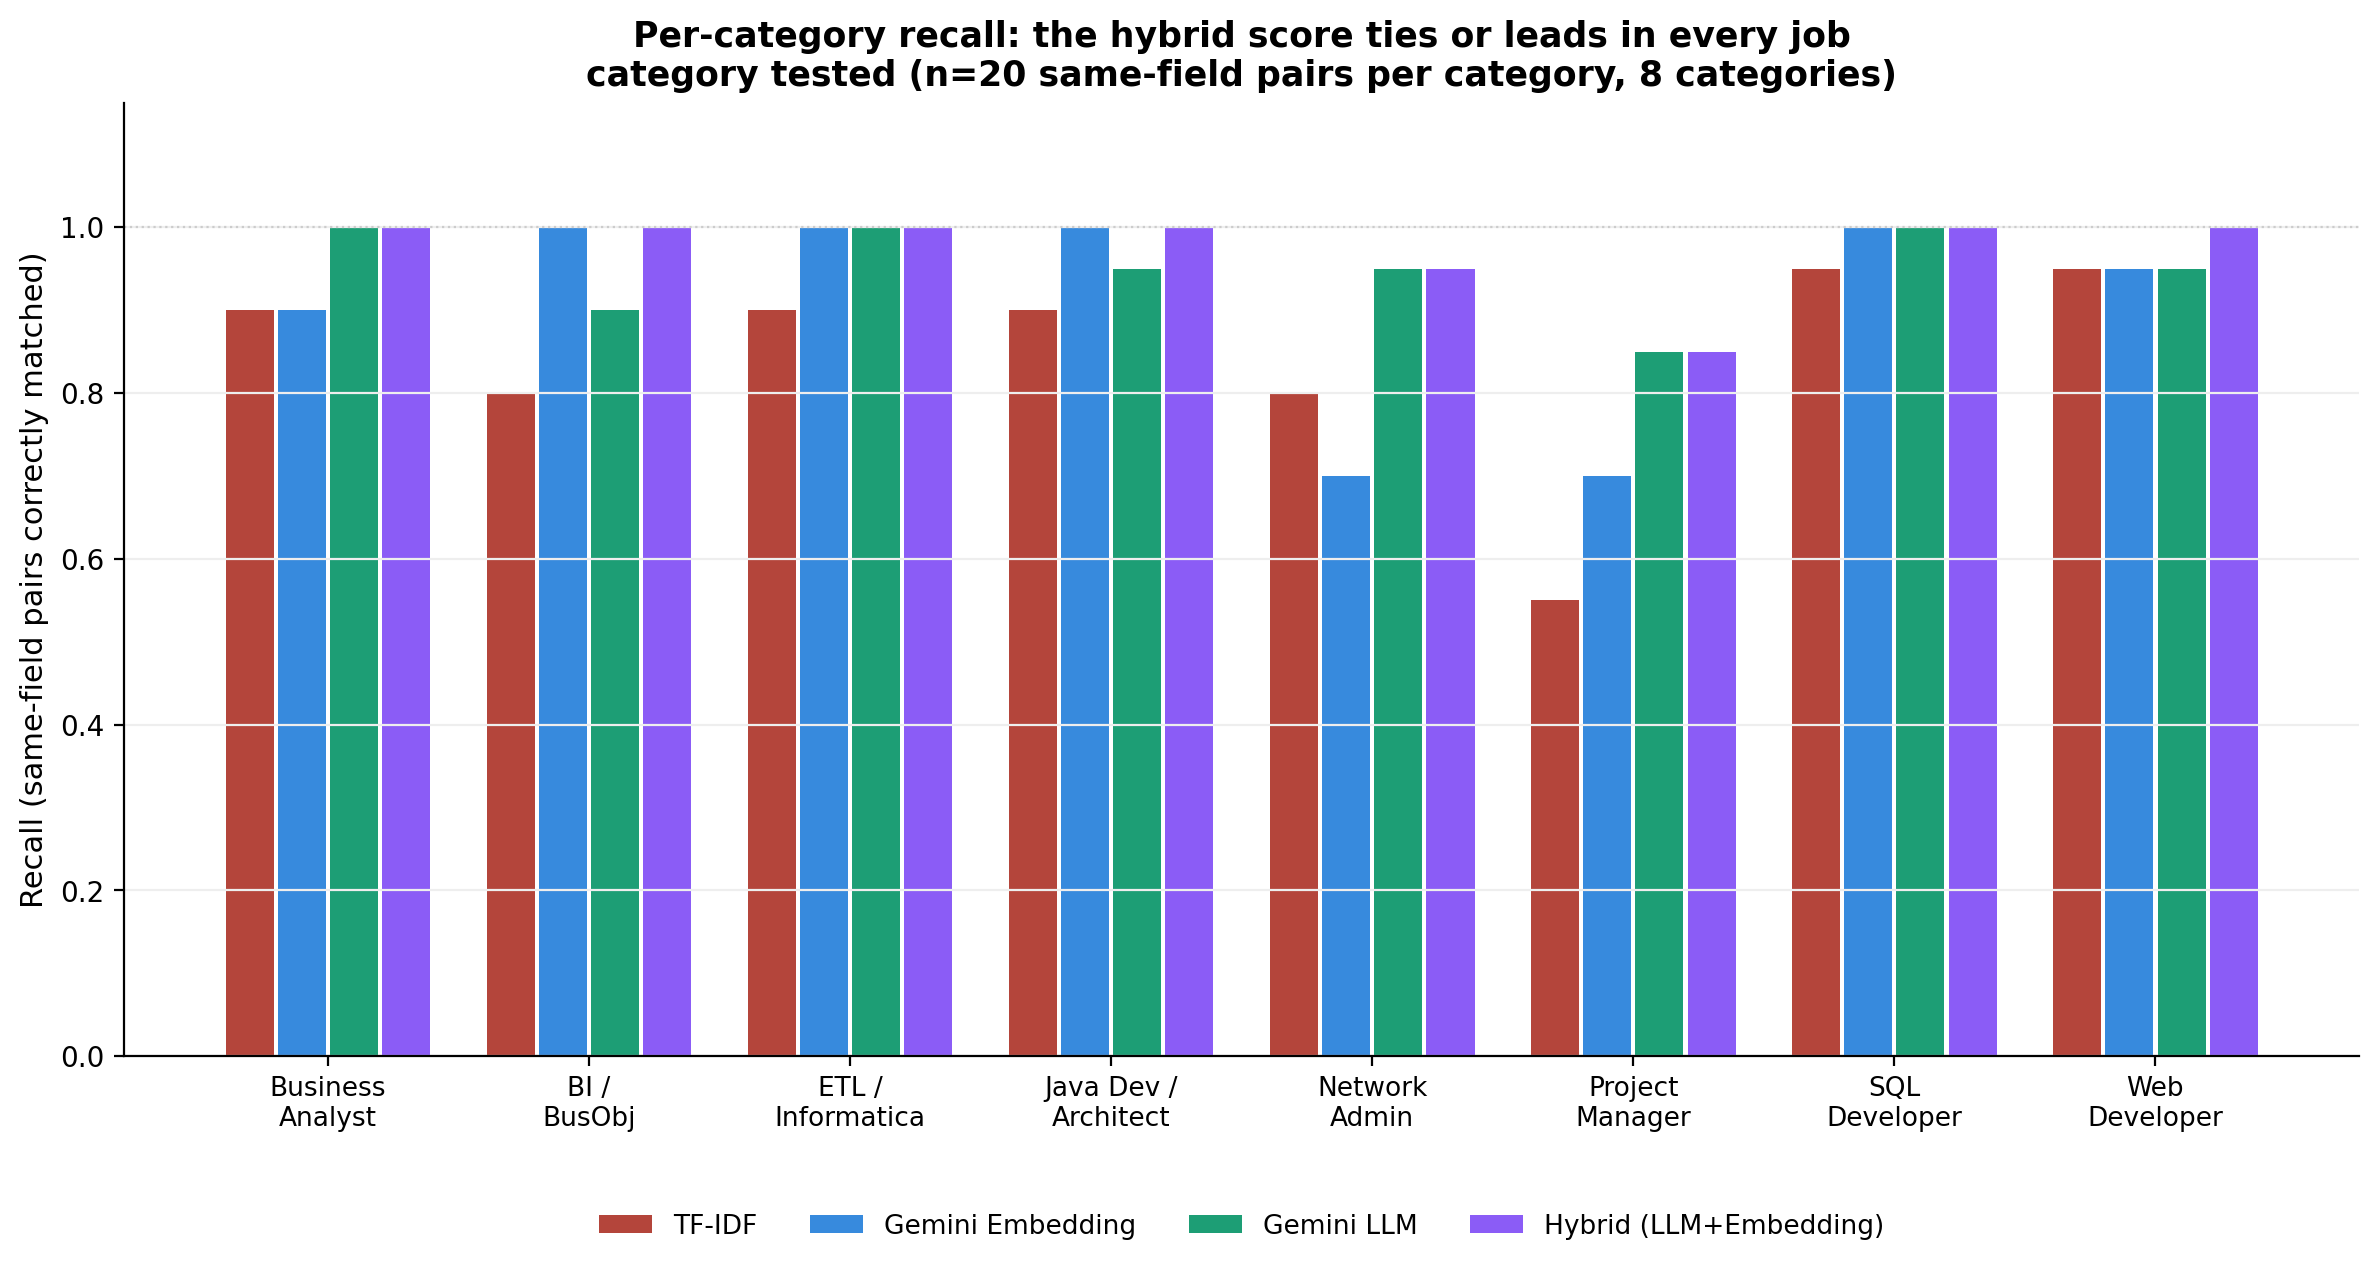 Per-category recall: the hybrid score ties or leads in every job
category tested (n=20 same-field pairs per category, 8 categories)
Recall (same-field pairs correctly matched)
1.0
0.8
0.6
0.4
0.2
0.0
Business
Analyst
BI /
BusObj
ETL /
Informatica
Java Dev /
Architect
Network
Admin
Project
Manager
SQL
Developer
Web
Developer
TF-IDF
Gemini Embedding
Gemini LLM
Hybrid (LLM+Embedding)